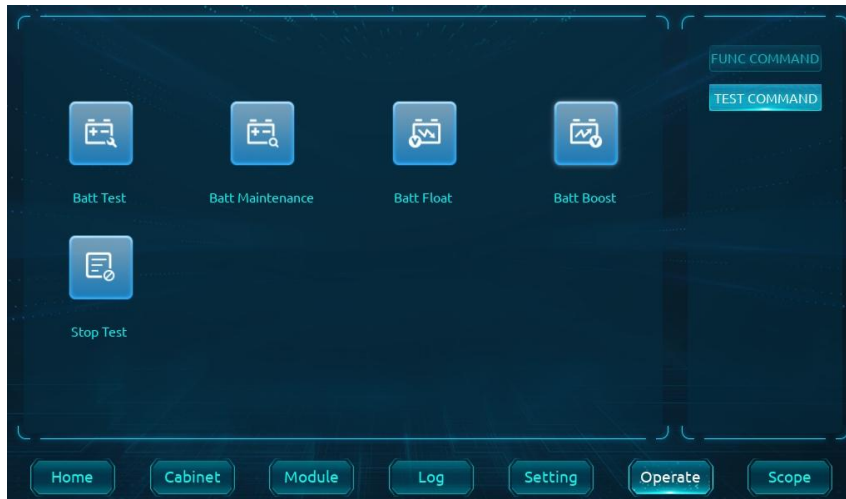 FUNC COMMAND
TEST COMMAND
Batt Test
Batt Maintenance
Batt Float
Batt Boost
Stop Test
Home
Cabinet
Module
Log
Setting
Operate
Scope